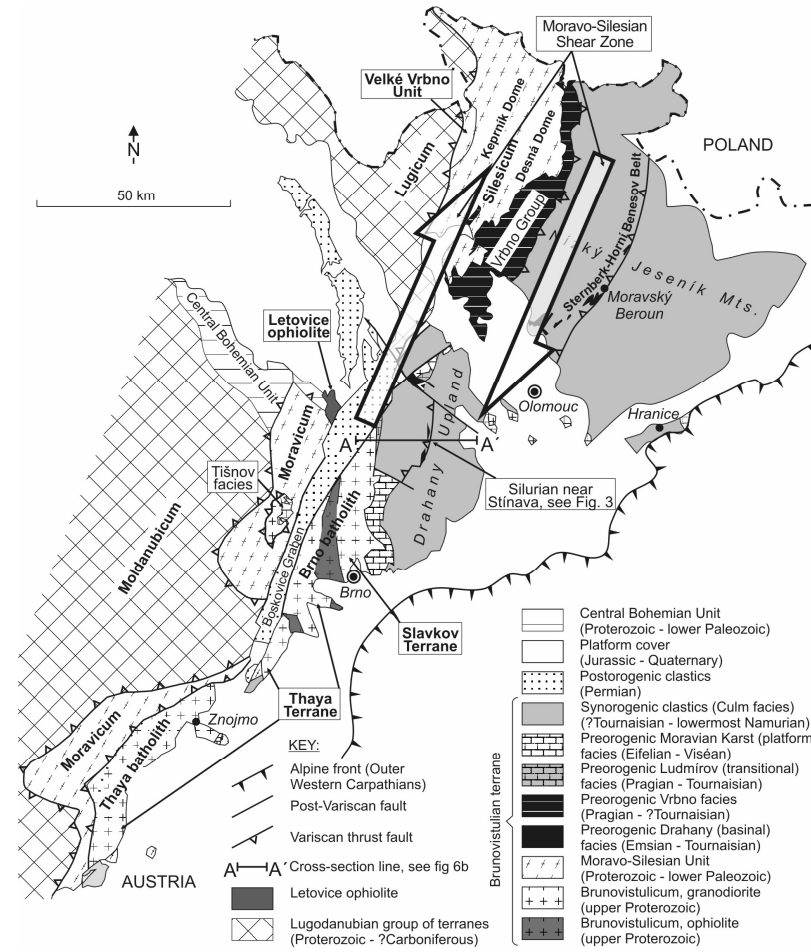 Moravo-Silesian
Shear Zone
Velké Vrbno
Unit
POLAND
N
50 km
Lugicum
Keprník Dome
Silesicum
Desná Dome
Vrbno Group
Nízký Jeseník Mts.
Sternberk-Horní Benesov Belt
Moravský
Beroun
Central Bohemian Unit
Letovice
ophiolite
Olomouc
Hranice
A
A´
Drahany Upland
Moravicum
Tišnov
facies
Silurian near
Stínava, see Fig. 3
Moldanubicum
Boskovice Graben
Brno batholith
Brno
Slavkov
Terrane
Thaya
Terrane
Znojmo
Moravicum
Thaya batholith
AUSTRIA
KEY:
Alpine front (Outer
Western Carpathians)
Post-Variscan fault
Variscan thrust fault
A A´ Cross-section line, see fig 6b
Letovice ophiolite
Lugodanubian group of terranes
(Proterozoic - ?Carboniferous)
Central Bohemian Unit
(Proterozoic - lower Paleozoic)
Platform cover
(Jurassic - Quaternary)
Postorogenic clastics
(Permian)
Brunovistulian terrane
Synorogenic clastics (Culm facies)
(?Tournaisian - lowermost Namurian)
Preorogenic Moravian Karst (platform
facies (Eifelian - Viséan)
Preorogenic Ludmírov (transitional)
facies (Pragian - Tournaisian)
Preorogenic Vrbno facies
(Pragian - ?Tournaisian)
Preorogenic Drahany (basinal)
facies (Emsian - Tournaisian)
Moravo-Silesian Unit
(Proterozoic - lower Paleozoic)
Brunovistulicum, granodiorite
(upper Proterozoic)
Brunovistulicum, ophiolite
(upper Proterozoic)